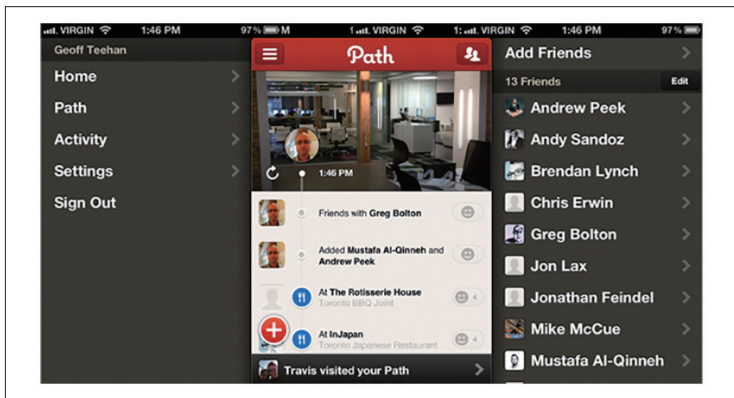 VIRGIN 1:46 PM 97% M
Geoff Teehan
Home
Path
Activity
Settings
Sign Out
VIRGIN
Path
1:46 PM
Friends with Greg Bolton
Added Mustafa Al-Qinneh and
Andrew Peek
At The Rotisserie House
Toronto BBQ Joint
4
At InJapan
Toronto Japanese Restaurant
4
Travis visited your Path
VIRGIN 1:46 PM 97%
Add Friends
13 Friends Edit
Andrew Peek
Andy Sandoz
Brendan Lynch
Chris Erwin
Greg Bolton
Jon Lax
Jonathan Feindel
Mike McCue
Mustafa Al-Qinneh